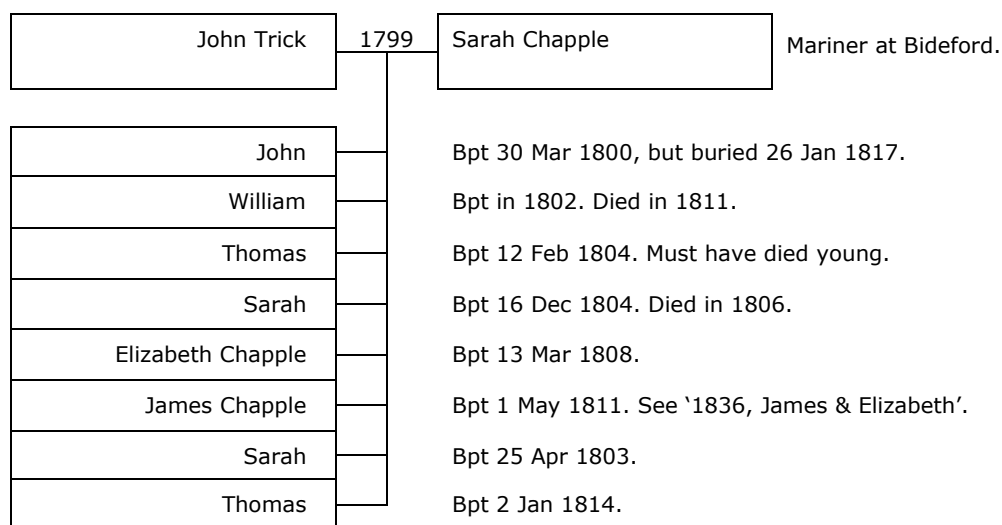 John Trick 1799 Sarah Chapple Mariner at Bideford.
John Bpt 30 Mar 1800, but buried 26 Jan 1817.
William Bpt in 1802. Died in 1811.
Thomas Bpt 12 Feb 1804. Must have died young.
Sarah Bpt 16 Dec 1804. Died in 1806.
Elizabeth Chapple Bpt 13 Mar 1808.
James Chapple Bpt 1 May 1811. See ‘1836, James & Elizabeth’.
Sarah Bpt 25 Apr 1803.
Thomas Bpt 2 Jan 1814.